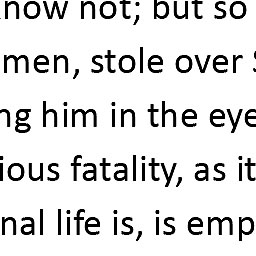 know not; but so
men, stole over
ng him in the eye
ious fatality, as it
nal life is, is emp